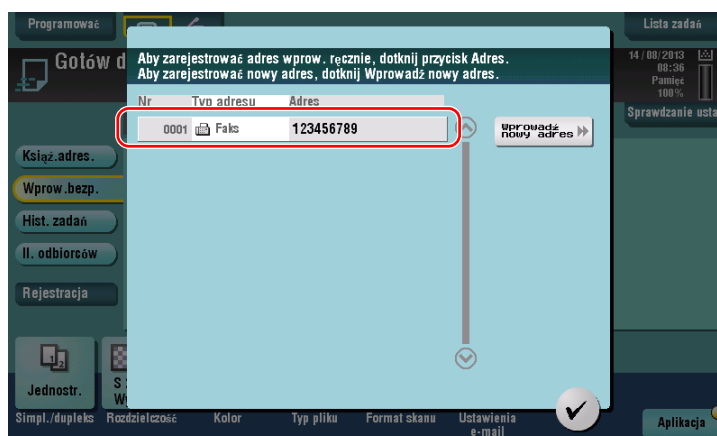 Programować
Lista zadań
Gotów d
14/08/2013
08:36
Pamięć
100%
Sprawdzanie usta
Aby zarejestrować adres wprow. ręcznie, dotknij przycisk Adres.
Aby zarejestrować nowy adres, dotknij Wprowadź nowy adres.
Nr Typ adresu Adres
0001 Faks 123456789
Wprowadź
nowy adres
Książ.adres.
Wprow.bezp.
Hist. zadań
Il. odbiorców
Rejestracja
Jednostr.
S
W
Simpl./dupleks Rozdzielczość Kolor Typ pliku Format skanu Ustawienia
e-mail
Aplikacja